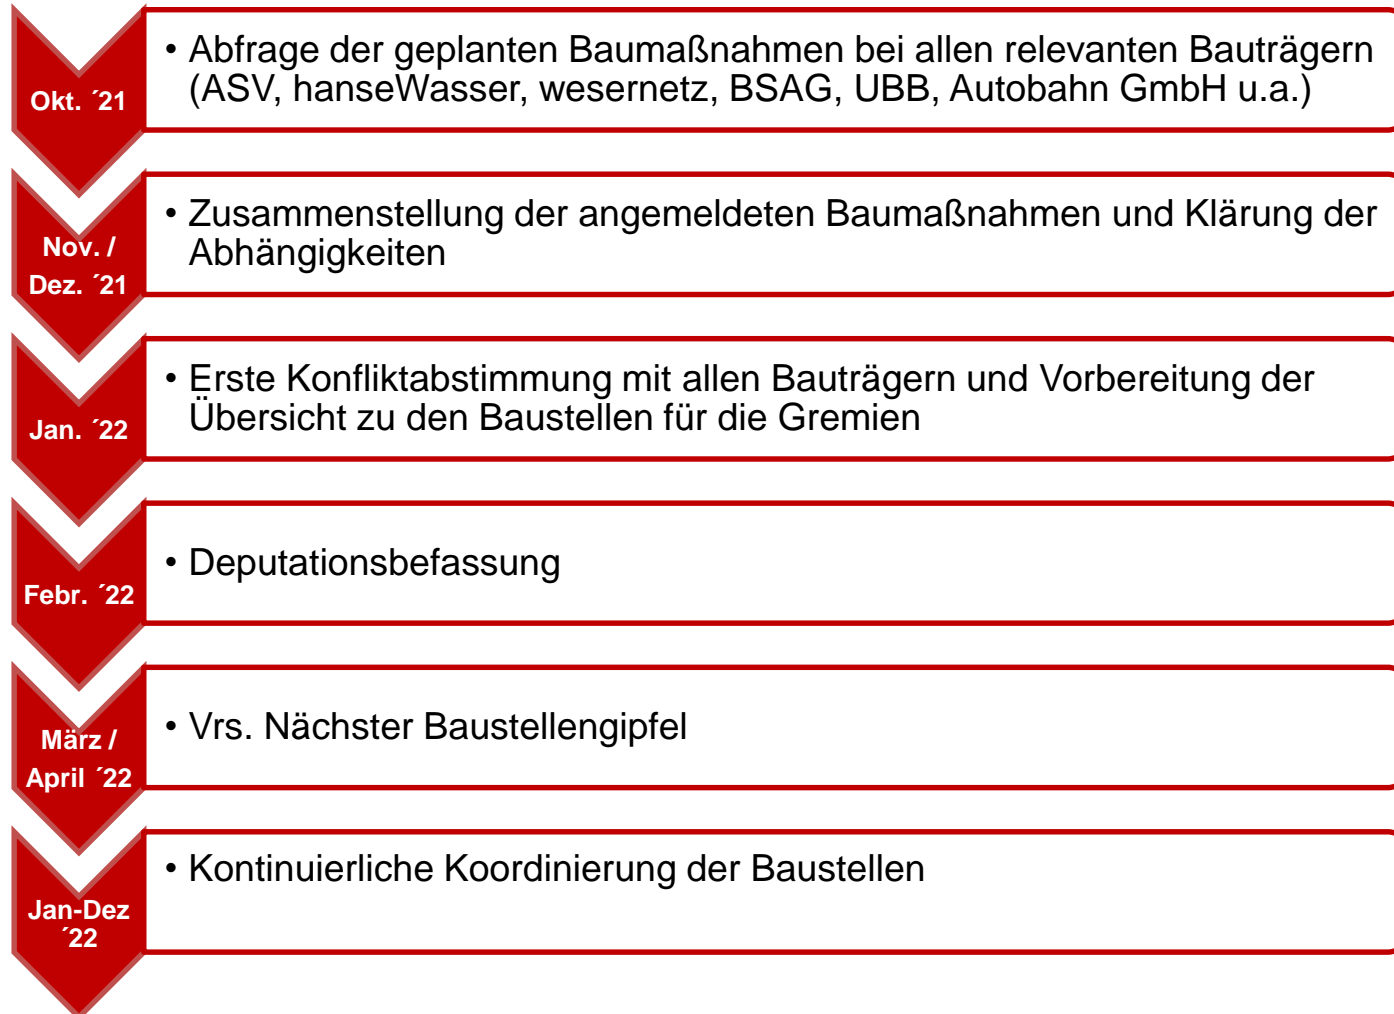 Okt. ´21
• Abfrage der geplanten Baumaßnahmen bei allen relevanten Bauträgern
(ASV, hanseWasser, wesernetz, BSAG, UBB, Autobahn GmbH u.a.)
Nov. /
Dez. ´21
• Zusammenstellung der angemeldeten Baumaßnahmen und Klärung der
Abhängigkeiten
Jan. ´22
• Erste Konfliktabstimmung mit allen Bauträgern und Vorbereitung der
Übersicht zu den Baustellen für die Gremien
Febr. ´22
• Deputationsbefassung
März /
April ´22
• Vrs. Nächster Baustellengipfel
Jan-Dez
´22
• Kontinuierliche Koordinierung der Baustellen